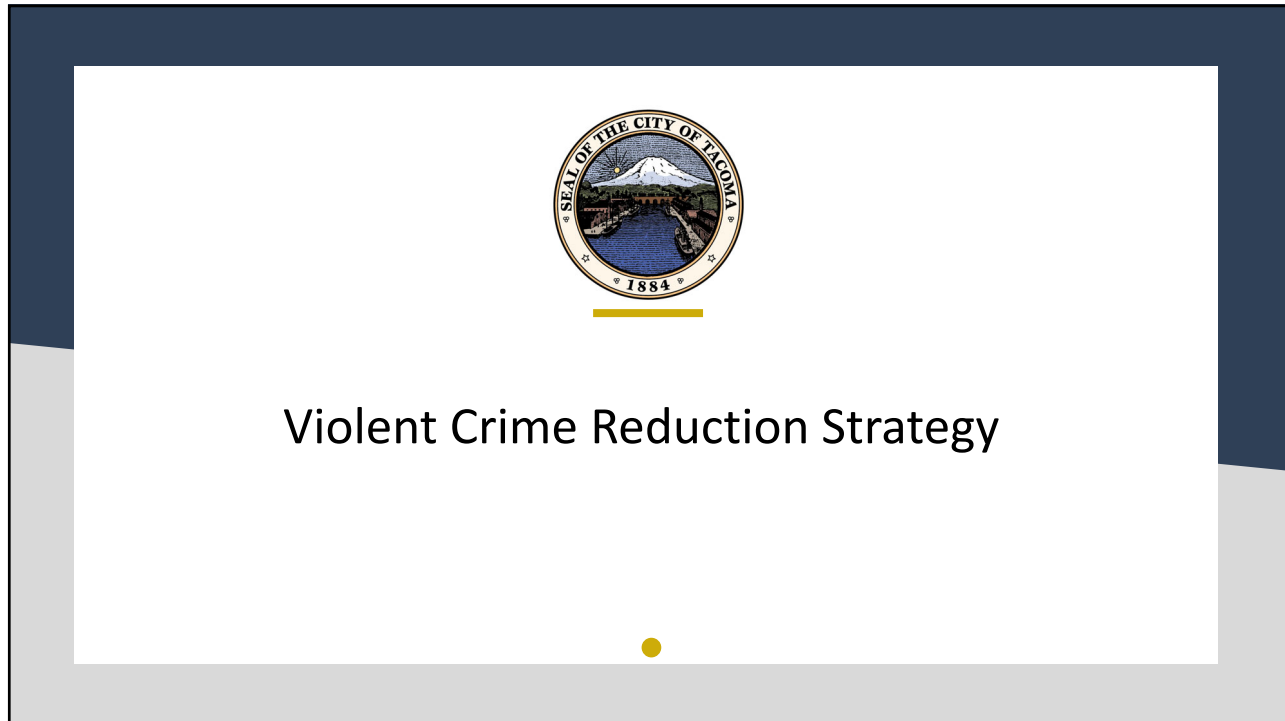 SEAL OF THE CITY OF TACOMA
1884
Violent Crime Reduction Strategy